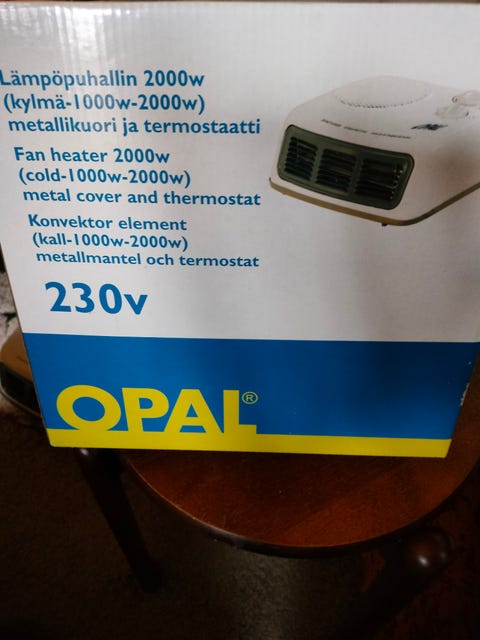 Lämpöpuhallin 2000w
(kylmä-1000w-2000w)
metallikuori ja termostaatti
Fan heater 2000w
(cold-1000w-2000w)
metal cover and thermostat
Konvektor element
(kall-1000w-2000w)
metallmantel och termostat
230v
OPAL®